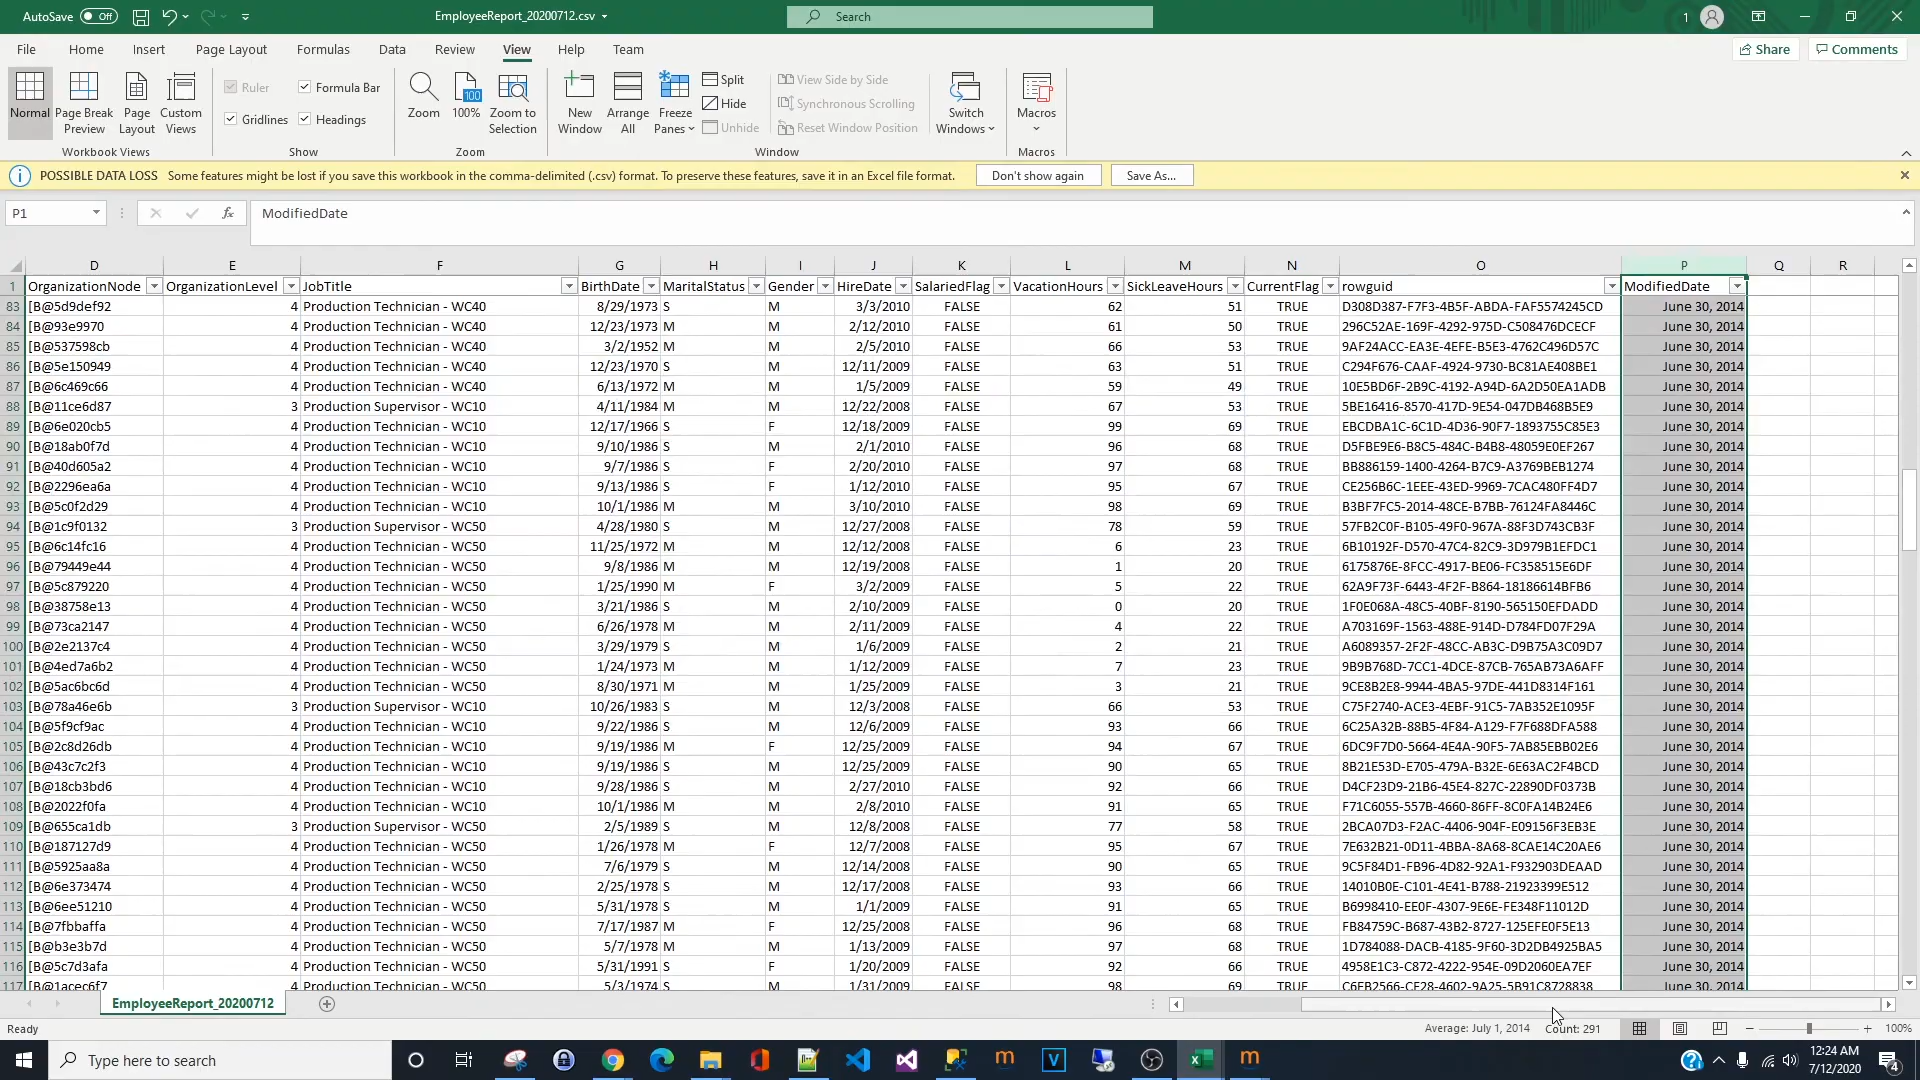 AutoSave Off EmployeeReport_20200712.csv Search 1
File Home Insert Page Layout Formulas Data Review View Help Team Share Comments
Normal Page Break Preview Page Layout Custom Views Ruler Formula Bar Gridlines Headings Zoom 100 100% Zoom to Selection New Window Arrange All Freeze Panes Split Hide Unhide View Side by Side Synchronous Scrolling Reset Window Position Switch Windows Macros
Workbook Views Show Zoom Window Macros
POSSIBLE DATA LOSS Some features might be lost if you save this workbook in the comma-delimited (.csv) format. To preserve these features, save it in an Excel file format. Don't show again Save As...
P1 fx ModifiedDate
D E F G H I J K L M N O P Q R
1 OrganizationNode OrganizationLevel JobTitle BirthDate MaritalStatus Gender HireDate SalariedFlag VacationHours SickLeaveHours CurrentFlag rowguid ModifiedDate
83 [B@5d9def92 4 Production Technician - WC40 8/29/1973 S M 3/3/2010 FALSE 62 51 TRUE D308D387-F7F3-4B5F-ABDA-FAF5574245CD June 30, 2014
84 [B@93e9970 4 Production Technician - WC40 12/23/1973 M M 2/12/2010 FALSE 61 50 TRUE 296C52AE-169F-4292-975D-C508476DCECF June 30, 2014
85 [B@537598cb 4 Production Technician - WC40 3/2/1952 M M 2/5/2010 FALSE 66 53 TRUE 9AF24ACC-EA3E-4EFE-B5E3-4762C496D57C June 30, 2014
86 [B@5e150949 4 Production Technician - WC40 12/23/1970 S M 12/11/2009 FALSE 63 51 TRUE C294F676-CAAF-4924-9730-BC81AE408BE1 June 30, 2014
87 [B@6c469c66 4 Production Technician - WC40 6/13/1972 M M 1/5/2009 FALSE 59 49 TRUE 10E5BD6F-2B9C-4192-A94D-6A2D50EA1ADB June 30, 2014
88 [B@11ce6d87 3 Production Supervisor - WC10 4/11/1984 M M 12/22/2008 FALSE 67 53 TRUE 5BE16416-8570-417D-9E54-047DB468B5E9 June 30, 2014
89 [B@6e020cb5 4 Production Technician - WC10 12/17/1966 S F 12/18/2009 FALSE 99 69 TRUE EBCDBA1C-6C1D-4D36-90F7-1893755C85E3 June 30, 2014
90 [B@18ab0f7d 4 Production Technician - WC10 9/10/1986 S M 2/1/2010 FALSE 96 68 TRUE D5FBE9E6-B8C5-484C-B4B8-48059E0EF267 June 30, 2014
91 [B@40d605a2 4 Production Technician - WC10 9/7/1986 S F 2/20/2010 FALSE 97 68 TRUE BB886159-1400-4264-B7C9-A3769BEB1274 June 30, 2014
92 [B@2296ea6a 4 Production Technician - WC10 9/13/1986 S F 1/12/2010 FALSE 95 67 TRUE CE256B6C-1EEE-43ED-9969-7CAC480FF4D7 June 30, 2014
93 [B@5c0f2d29 4 Production Technician - WC10 10/1/1986 M M 3/10/2010 FALSE 98 69 TRUE B3BF7FC5-2014-48CE-B7BB-76124FA8446C June 30, 2014
94 [B@1c9f0132 3 Production Supervisor - WC50 4/28/1980 S M 12/27/2008 FALSE 78 59 TRUE 57FB2C0F-B105-49F0-967A-88F3D743CB3F June 30, 2014
95 [B@6c14fc16 4 Production Technician - WC50 11/25/1972 M M 12/12/2008 FALSE 6 23 TRUE 6B10192F-D570-47C4-82C9-3D979B1EFDC1 June 30, 2014
96 [B@79449e44 4 Production Technician - WC50 9/8/1986 M M 12/19/2008 FALSE 1 20 TRUE 6175876E-8FCC-4917-BE06-FC358515E6DF June 30, 2014
97 [B@5c879220 4 Production Technician - WC50 1/25/1990 M F 3/2/2009 FALSE 5 22 TRUE 62A9F73F-6443-4F2F-B864-18186614BFB6 June 30, 2014
98 [B@38758e13 4 Production Technician - WC50 3/21/1986 S M 2/10/2009 FALSE 0 20 TRUE 1F0E068A-48C5-40BF-8190-565150EFDADD June 30, 2014
99 [B@73ca2147 4 Production Technician - WC50 6/26/1978 M M 2/11/2009 FALSE 4 22 TRUE A703169F-1563-488E-914D-D784FD07F29A June 30, 2014
100 [B@2e2137c4 4 Production Technician - WC50 3/29/1979 S M 1/6/2009 FALSE 2 21 TRUE A6089357-2F2F-48CC-AB3C-D9B75A3C09D7 June 30, 2014
101 [B@4ed7a6b2 4 Production Technician - WC50 1/24/1973 M M 1/12/2009 FALSE 7 23 TRUE 9B9B768D-7CC1-4DCE-87CB-765AB73A6AFF June 30, 2014
102 [B@5ac6bc6d 4 Production Technician - WC50 8/30/1971 M M 1/25/2009 FALSE 3 21 TRUE 9CE8B2E8-9944-4BA5-97DE-441D8314F161 June 30, 2014
103 [B@78a46e6b 3 Production Supervisor - WC10 10/26/1983 S M 12/3/2008 FALSE 66 53 TRUE C75F2740-ACE3-4EBF-91C5-7AB352E1095F June 30, 2014
104 [B@5f9cf9ac 4 Production Technician - WC10 9/22/1986 S M 12/6/2009 FALSE 93 66 TRUE 6C25A32B-88B5-4F84-A129-F7F688DFA588 June 30, 2014
105 [B@2c8d26db 4 Production Technician - WC10 9/19/1986 M F 12/25/2009 FALSE 94 67 TRUE 6DC9F7D0-5664-4E4A-90F5-7AB85EBB02E6 June 30, 2014
106 [B@43c7c2f3 4 Production Technician - WC10 9/19/1986 S M 12/25/2009 FALSE 90 65 TRUE 8B21E53D-E705-479A-B32E-6E63AC2F4BCD June 30, 2014
107 [B@18cb3bd6 4 Production Technician - WC10 9/28/1986 S M 2/27/2010 FALSE 92 66 TRUE D4CF23D9-21B6-45E4-827C-22890DF0373B June 30, 2014
108 [B@2022f0fa 4 Production Technician - WC10 10/1/1986 M M 2/8/2010 FALSE 91 65 TRUE F71C6055-557B-4660-86FF-8C0FA14B24E6 June 30, 2014
109 [B@655ca1db 3 Production Supervisor - WC50 2/5/1989 S M 12/8/2008 FALSE 77 58 TRUE 2BCA07D3-F2AC-4406-904F-E09156F3EB3E June 30, 2014
110 [B@187127d9 4 Production Technician - WC50 1/26/1978 M F 12/7/2008 FALSE 95 67 TRUE 7E632B21-0D11-4BBA-8A68-8CAE14C20AE6 June 30, 2014
111 [B@5925aa8a 4 Production Technician - WC50 7/6/1979 S M 12/14/2008 FALSE 90 65 TRUE 9C5F84D1-FB96-4D82-92A1-F932903DEAAD June 30, 2014
112 [B@6e373474 4 Production Technician - WC50 2/25/1978 S M 12/17/2008 FALSE 93 66 TRUE 14010B0E-C101-4E41-B788-21923399E512 June 30, 2014
113 [B@6ee51210 4 Production Technician - WC50 5/31/1978 S M 1/1/2009 FALSE 91 65 TRUE B6998410-EE0F-4307-9E6E-FE348F11012D June 30, 2014
114 [B@7fbbaffa 4 Production Technician - WC50 7/17/1987 M F 12/25/2008 FALSE 96 68 TRUE FB84759C-B687-43B2-8727-125EFE0F5E13 June 30, 2014
115 [B@b3e3b7d 4 Production Technician - WC50 5/7/1978 M M 1/13/2009 FALSE 97 68 TRUE 1D784088-DACB-4185-9F60-3D2DB4925BA5 June 30, 2014
116 [B@5c7d3afa 4 Production Technician - WC50 5/31/1991 S F 1/20/2009 FALSE 92 66 TRUE 4958E1C3-C872-4222-954E-09D2060EA7EF June 30, 2014
117 [B@1acec6f7 4 Production Technician - WC50 5/3/1974 S M 1/31/2009 FALSE 98 69 TRUE C6FB2566-CF28-4602-9A25-5B91C8728838 June 30, 2014
EmployeeReport_20200712
Ready Average: July 1, 2014 Count: 291 100%
Type here to search 12:24 AM
7/12/2020 4